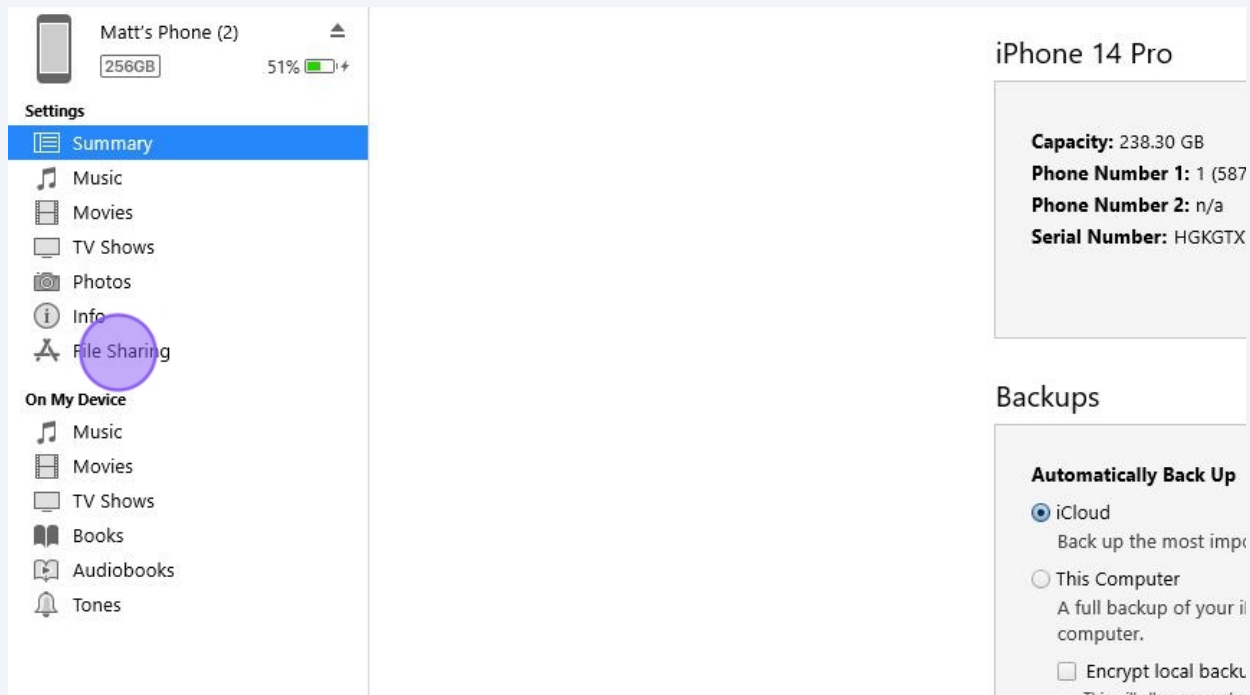 Matt's Phone (2)
256GB 51%
Settings
Summary
Music
Movies
TV Shows
Photos
Info
File Sharing
On My Device
Music
Movies
TV Shows
Books
Audiobooks
Tones
iPhone 14 Pro
Capacity: 238.30 GB
Phone Number 1: 1 (587
Phone Number 2: n/a
Serial Number: HGKGTX
Backups
Automatically Back Up
iCloud
Back up the most impo
This Computer
A full backup of your i
computer.
Encrypt local backu